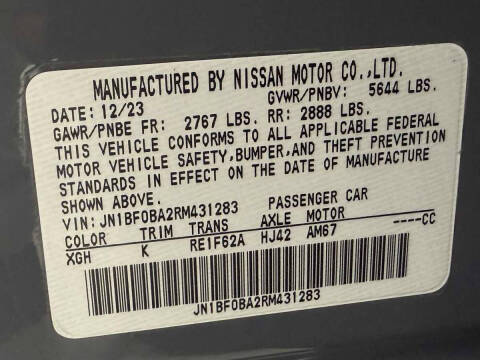 MANUFACTURED BY NISSAN MOTOR CO.,LTD.
DATE: 12/23 GVWR/PNBV: 5644 LBS.
GAWR/PNBE FR: 2767 LBS. RR: 2888 LBS.
THIS VEHICLE CONFORMS TO ALL APPLICABLE FEDERAL
MOTOR VEHICLE SAFETY,BUMPER,AND THEFT PREVENTION
STANDARDS IN EFFECT ON THE DATE OF MANUFACTURE
SHOWN ABOVE.
VIN: JN1BF0BA2RM431283 PASSENGER CAR
COLOR TRIM TRANS AXLE MOTOR ----CC
XGH K RE1F62A HJ42 AM67
JN1BF0BA2RM431283